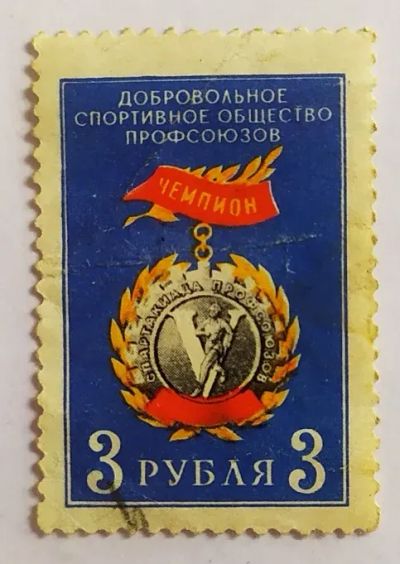 ДОБРОВОЛЬНОЕ
СПОРТИВНОЕ ОБЩЕСТВО
ПРОФСОЮЗОВ
ЧЕМПИОН
СПАРТАКИАДА ПРОФСОЮЗОВ
V
3 РУБЛЯ 3